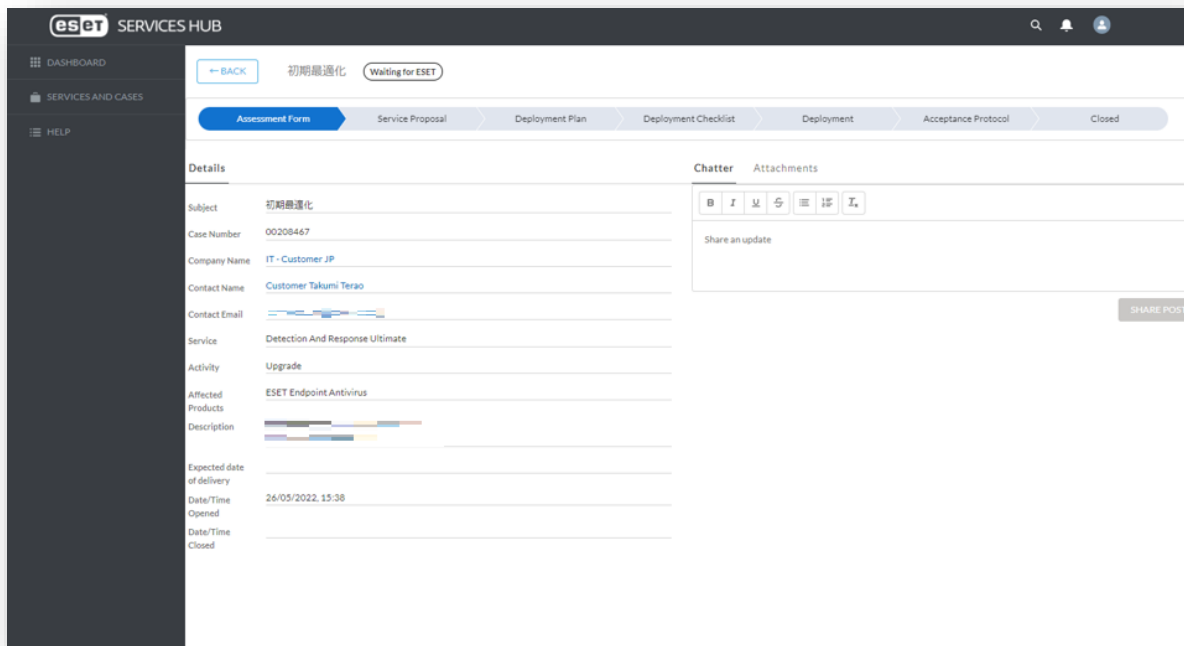 eset SERVICES HUB
DASHBOARD
SERVICES AND CASES
HELP
←BACK
初期最適化
Waiting for ESET
Assessment Form
Service Proposal
Deployment Plan
Deployment Checklist
Deployment
Acceptance Protocol
Closed
Details
Subject 初期最適化
Case Number 00208467
Company Name IT - Customer JP
Contact Name Customer Takumi Terao
Contact Email
Service Detection And Response Ultimate
Activity Upgrade
Affected ESET Endpoint Antivirus
Products
Description
Expected date
of delivery
Date/Time 26/05/2022, 15:38
Opened
Date/Time
Closed
Chatter Attachments
B I U S
Share an update
SHARE POST